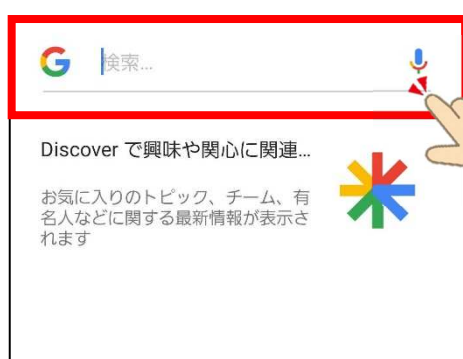 検索...
Discover で興味や関心に関連...
お気に入りのトピック、チーム、有
名人などに関する最新情報が表示さ
れます